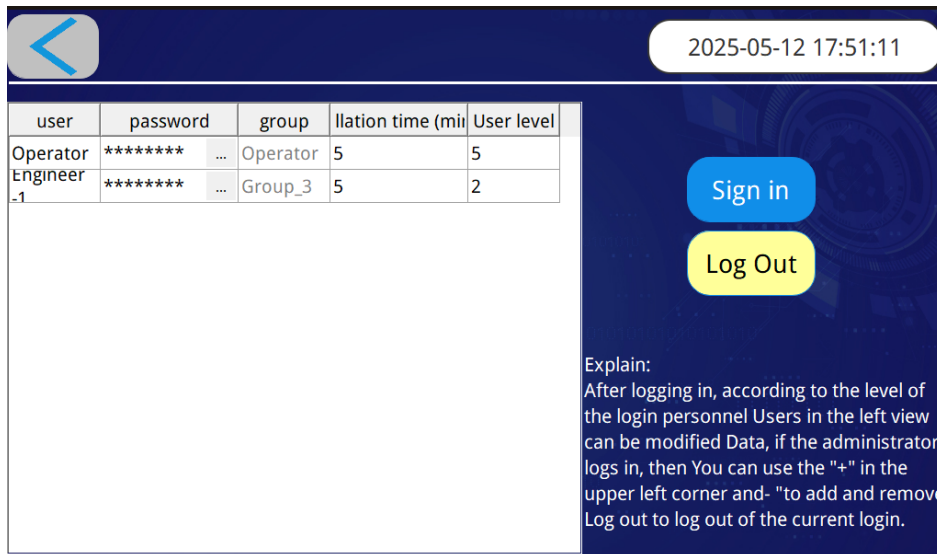 2025-05-12 17:51:11
user password group llation time (min User level
Operator ******** ... Operator 5 5
Engineer
-1 ******** ... Group_3 5 2
Sign in
Log Out
Explain:
After logging in, according to the level of
the login personnel Users in the left view
can be modified Data, if the administrator
logs in, then You can use the "+" in the
upper left corner and- "to add and remove
Log out to log out of the current login.